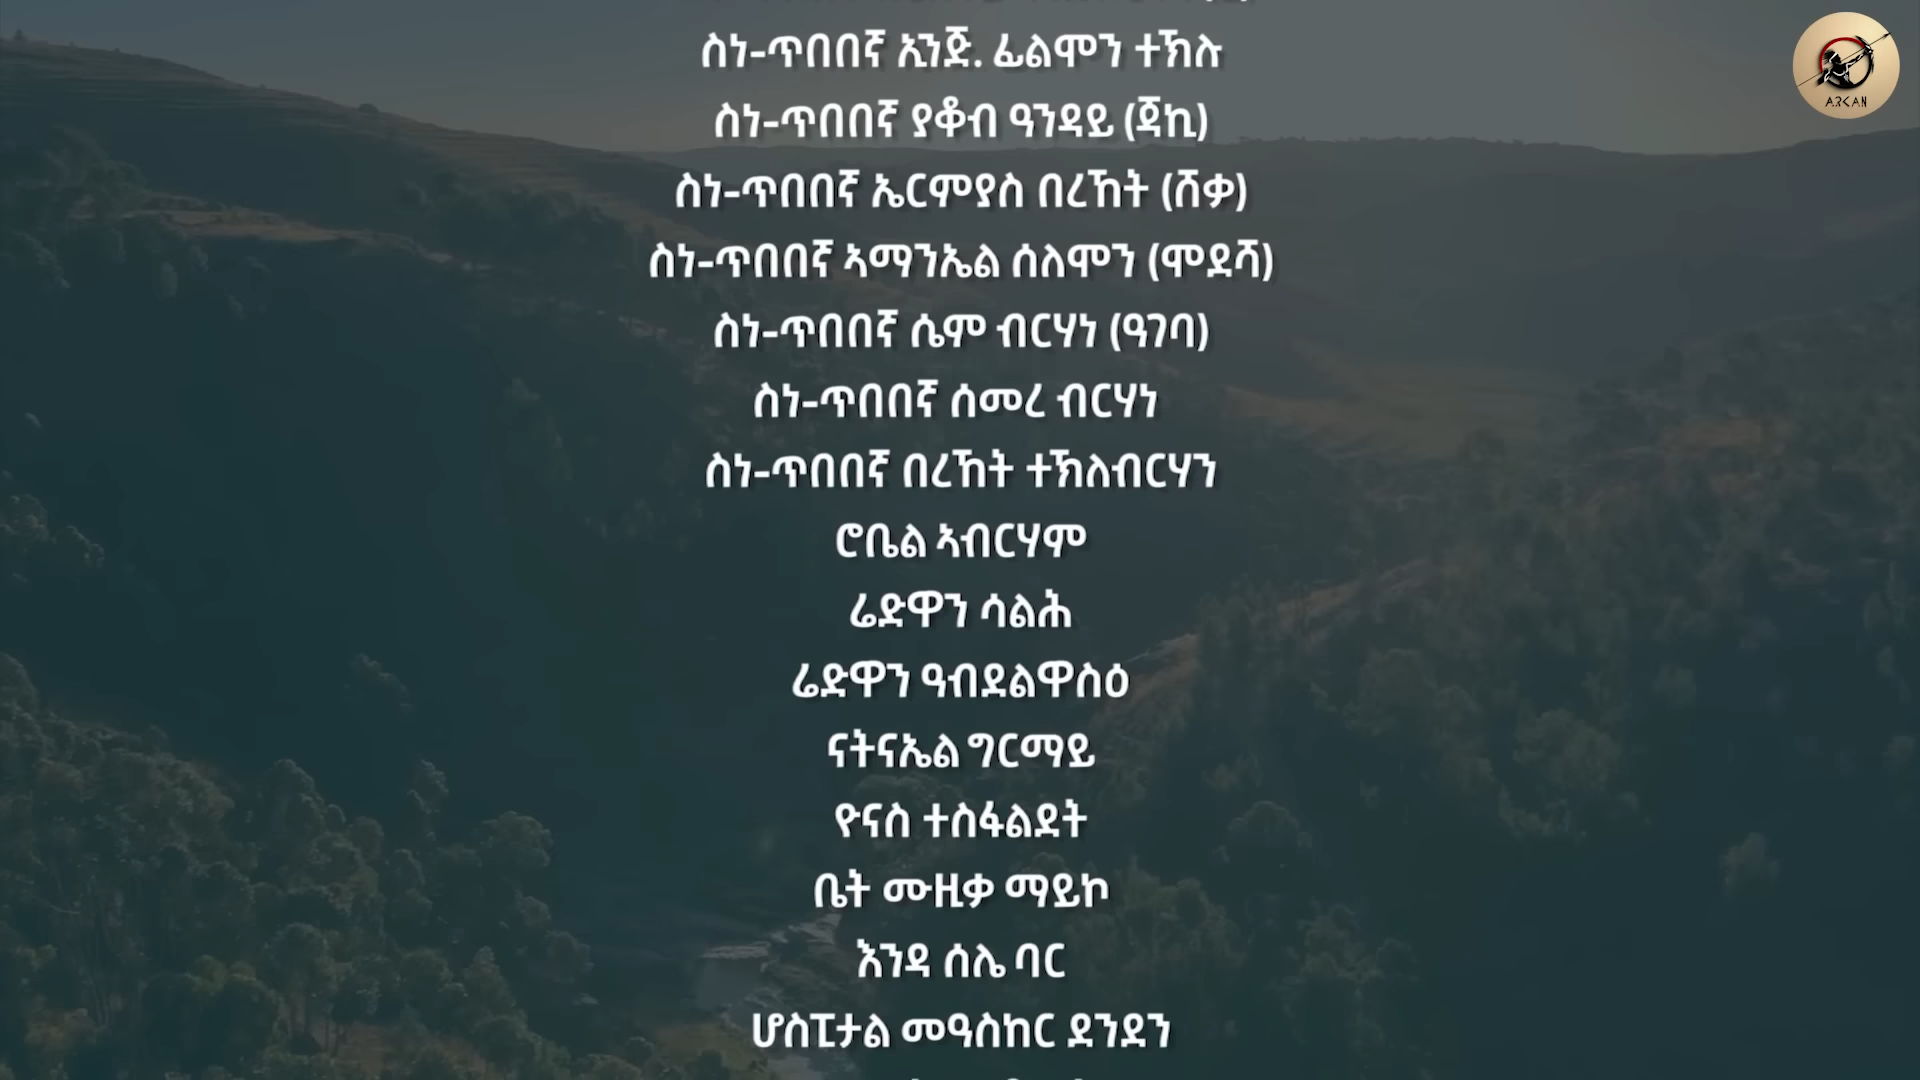 ስነ-ጥበበኛ ኢንጅ. ፊልሞን ተኽሉ
ስነ-ጥበበኛ ያቆብ ዓንዳይ (ጃኪ)
ስነ-ጥበበኛ ኤርምያስ በረኸት (ሸቃ)
ስነ-ጥበበኛ ኣማንኤል ሰለሞን (ሞደሻ)
ስነ-ጥበበኛ ሴም ብርሃነ (ዓገባ)
ስነ-ጥበበኛ ሰመረ ብርሃነ
ስነ-ጥበበኛ በረኸት ተኽለብርሃን
ሮቤል ኣብርሃም
ሬድዋን ሳልሕ
ሬድዋን ዓብደልዋስዕ
ናትናኤል ግርማይ
ዮናስ ተስፋልደት
ቤት ሙዚቃ ማይኮ
እንዳ ሰሌ ባር
ሆስፒታል መዓስከር ደንደን
ARCAN